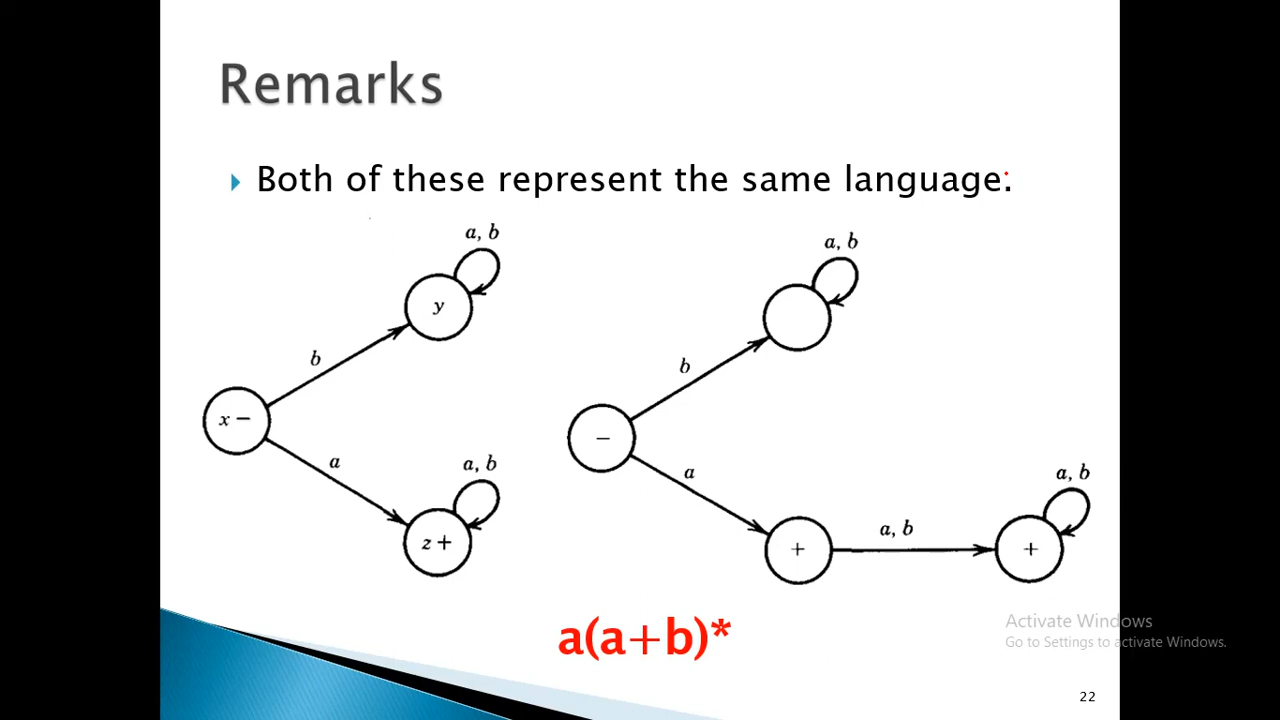 Remarks
Both of these represent the same language:
a, b
a, b
y
b
b
x −
−
a
a, b
a
a, b
z +
+
a, b
+
a(a+b)*
Activate Windows
Go to Settings to activate Windows.
22